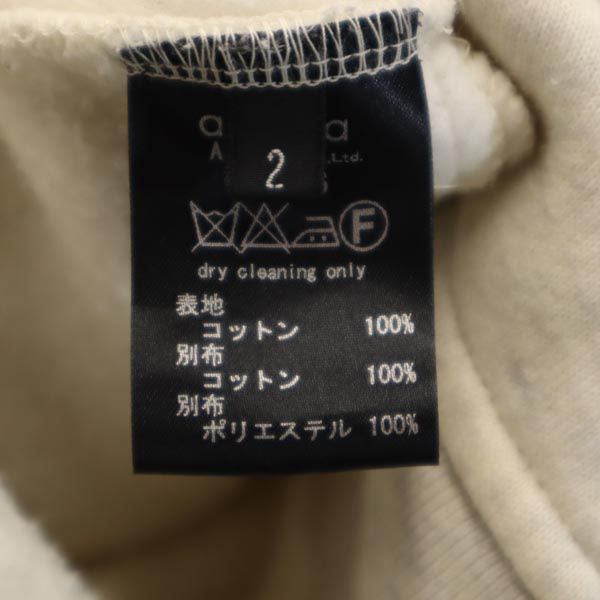 2
F
dry cleaning only
表地
コットン 100%
別布
コットン 100%
別布
ポリエステル 100%